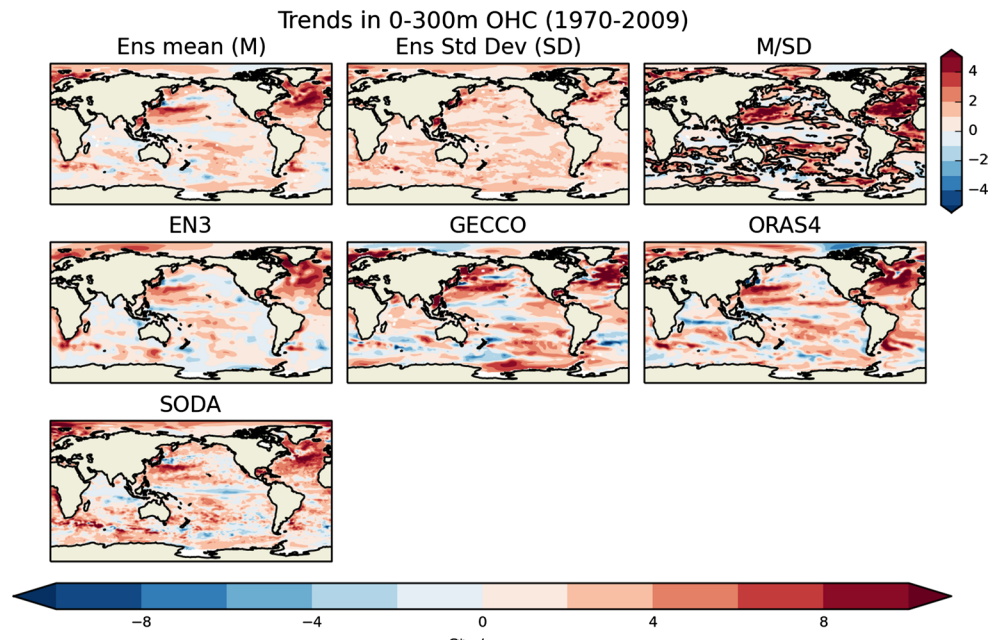 Trends in 0-300m OHC (1970-2009)
Ens mean (M)
Ens Std Dev (SD)
M/SD
4
2
0
−2
−4
EN3
GECCO
ORAS4
SODA
−8
−4
0
4
8